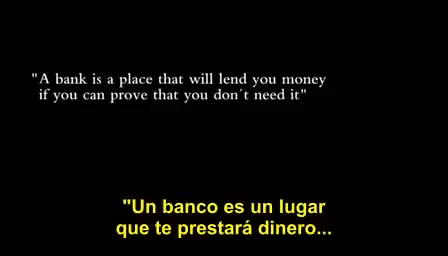 "A bank is a place that will lend you money
if you can prove that you don´t need it"
"Un banco es un lugar
que te prestará dinero...